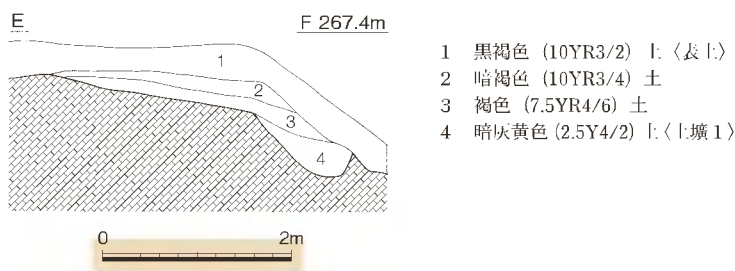 E F 267.4m
1
2
3
4
0 2m
1 黒褐色 (10YR3/2) 土〈表土〉
2 暗褐色 (10YR3/4) 土
3 褐色 (7.5YR4/6) 土
4 暗灰黄色 (2.5Y4/2) 土〈土壙1〉